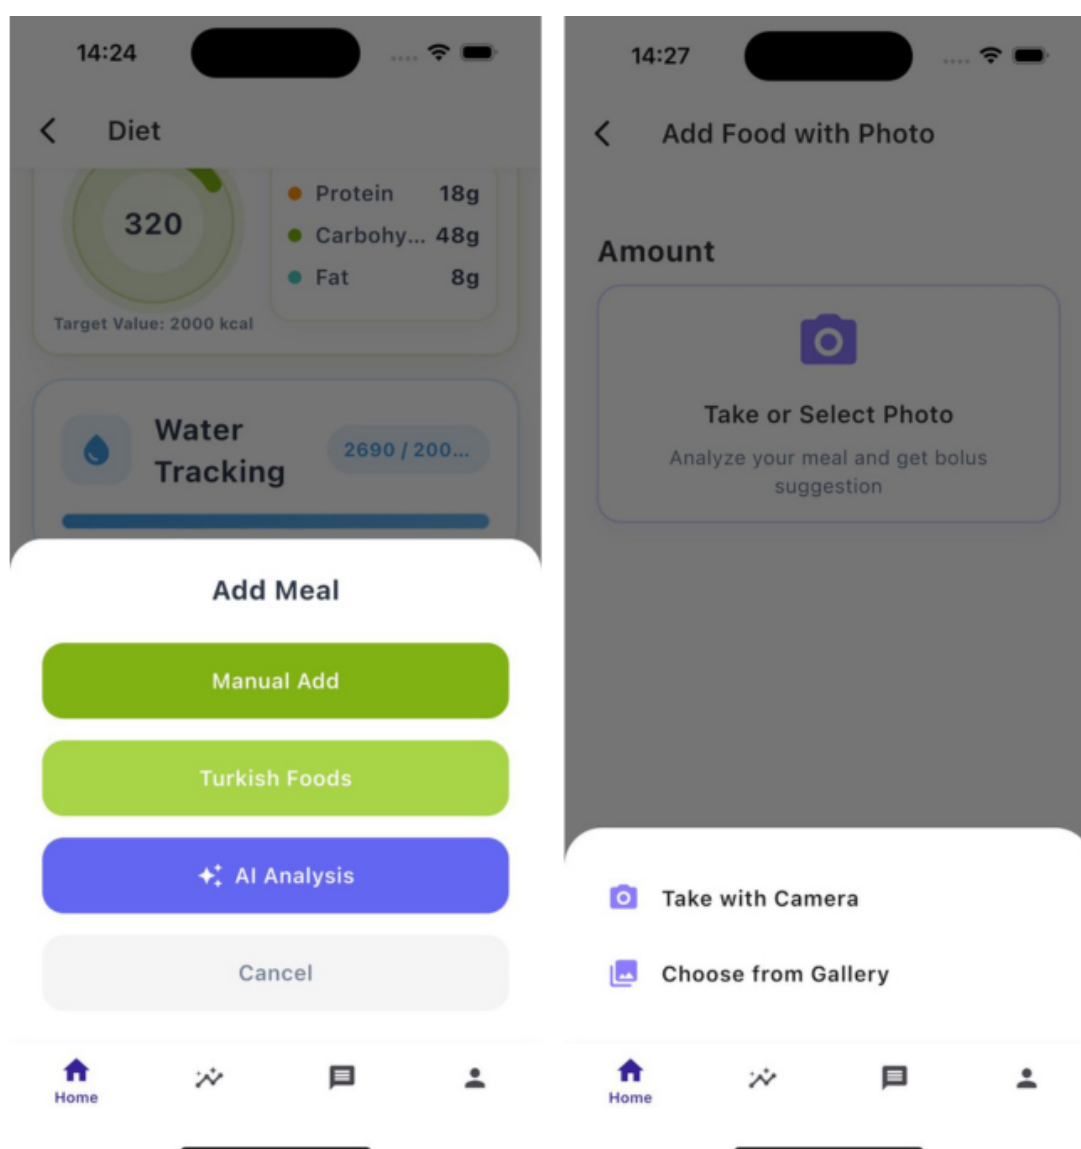 14:24
Diet
320
Protein 18g
Carbohy... 48g
Fat 8g
Target Value: 2000 kcal
Water
Tracking
2690 / 200...
Add Meal
Manual Add
Turkish Foods
AI Analysis
Cancel
Home
14:27
Add Food with Photo
Amount
Take or Select Photo
Analyze your meal and get bolus
suggestion
Take with Camera
Choose from Gallery
Home